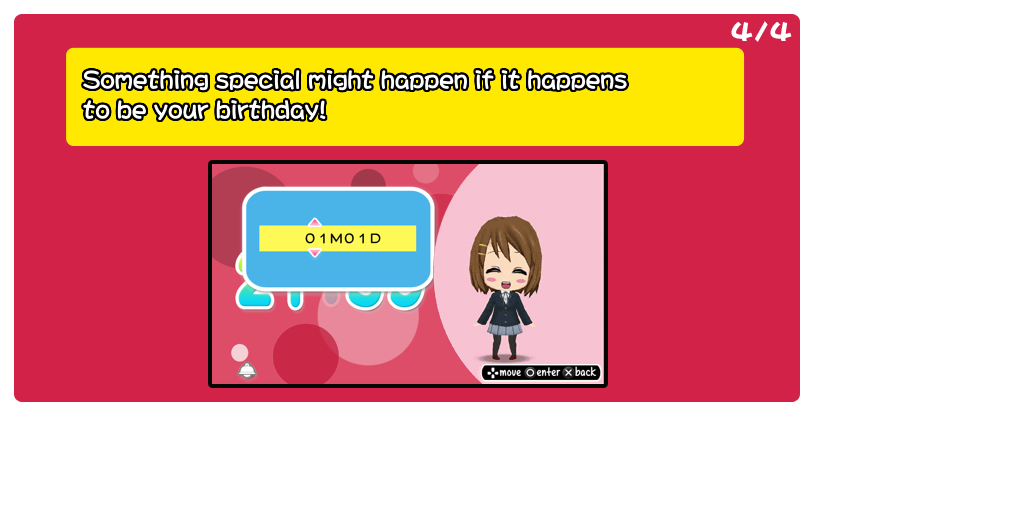 4/4
Something special might happen if it happens
to be your birthday!
01M01D
move enter back